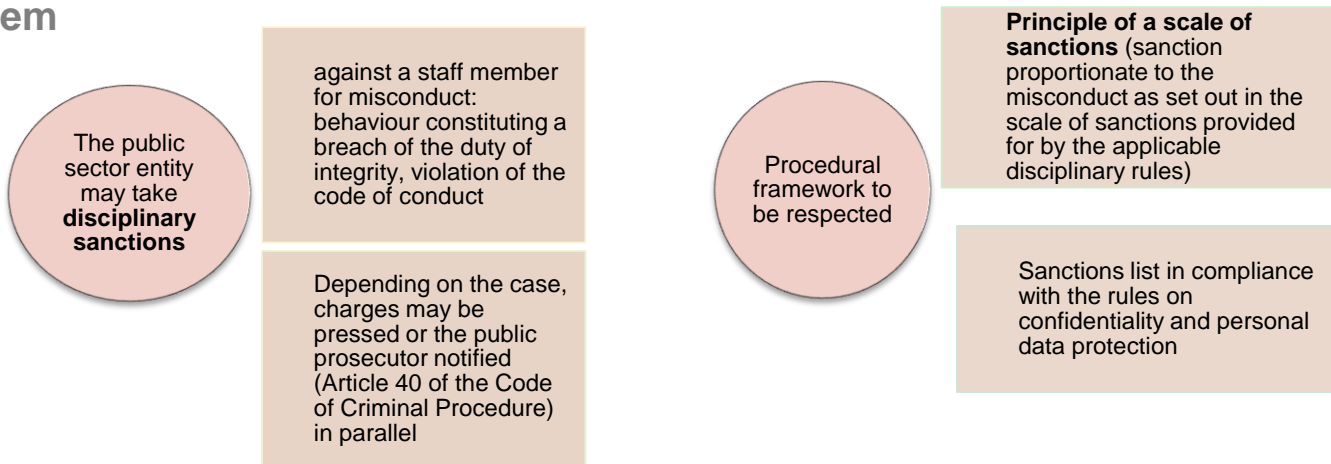 em
The public
sector entity
may take
disciplinary
sanctions
against a staff member
for misconduct:
behaviour constituting a
breach of the duty of
integrity, violation of the
code of conduct
Depending on the case,
charges may be
pressed or the public
prosecutor notified
(Article 40 of the Code
of Criminal Procedure)
in parallel
Procedural
framework to
be respected
Principle of a scale of
sanctions (sanction
proportionate to the
misconduct as set out in the
scale of sanctions provided
for by the applicable
disciplinary rules)
Sanctions list in compliance
with the rules on
confidentiality and personal
data protection